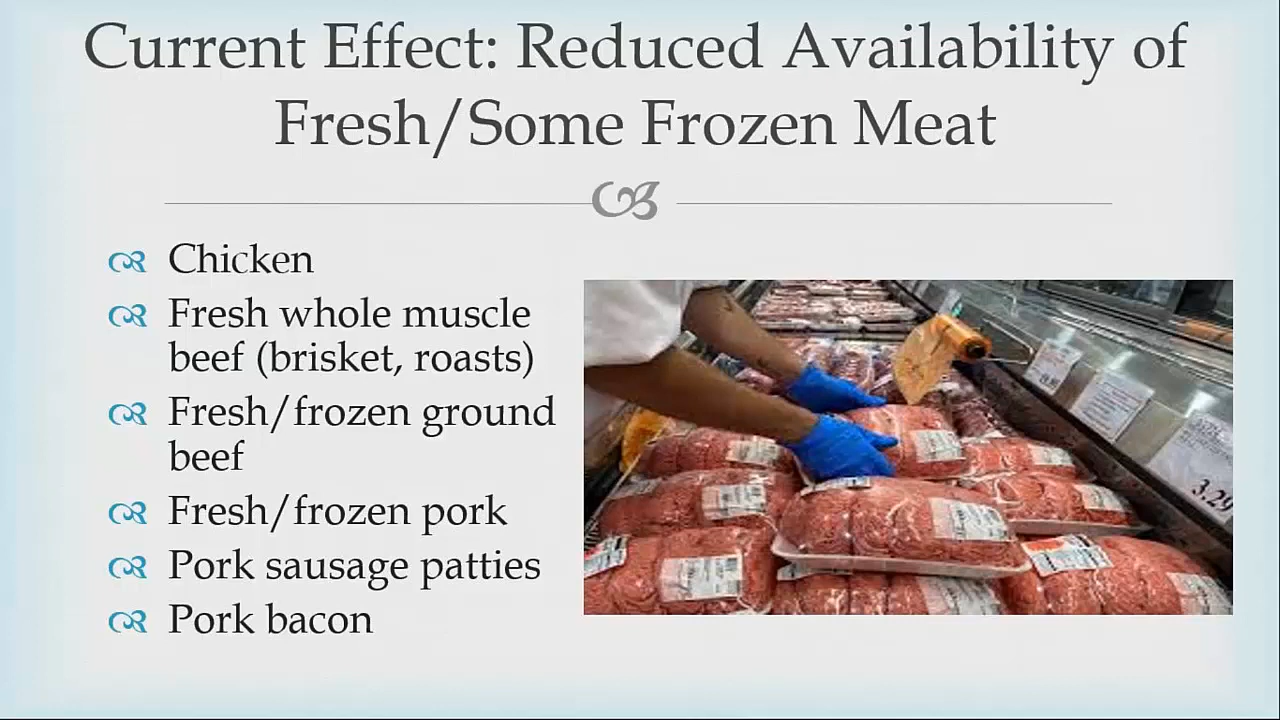 Current Effect: Reduced Availability of
Fresh/Some Frozen Meat
Chicken
Fresh whole muscle
beef (brisket, roasts)
Fresh/frozen ground
beef
Fresh/frozen pork
Pork sausage patties
Pork bacon
3.29